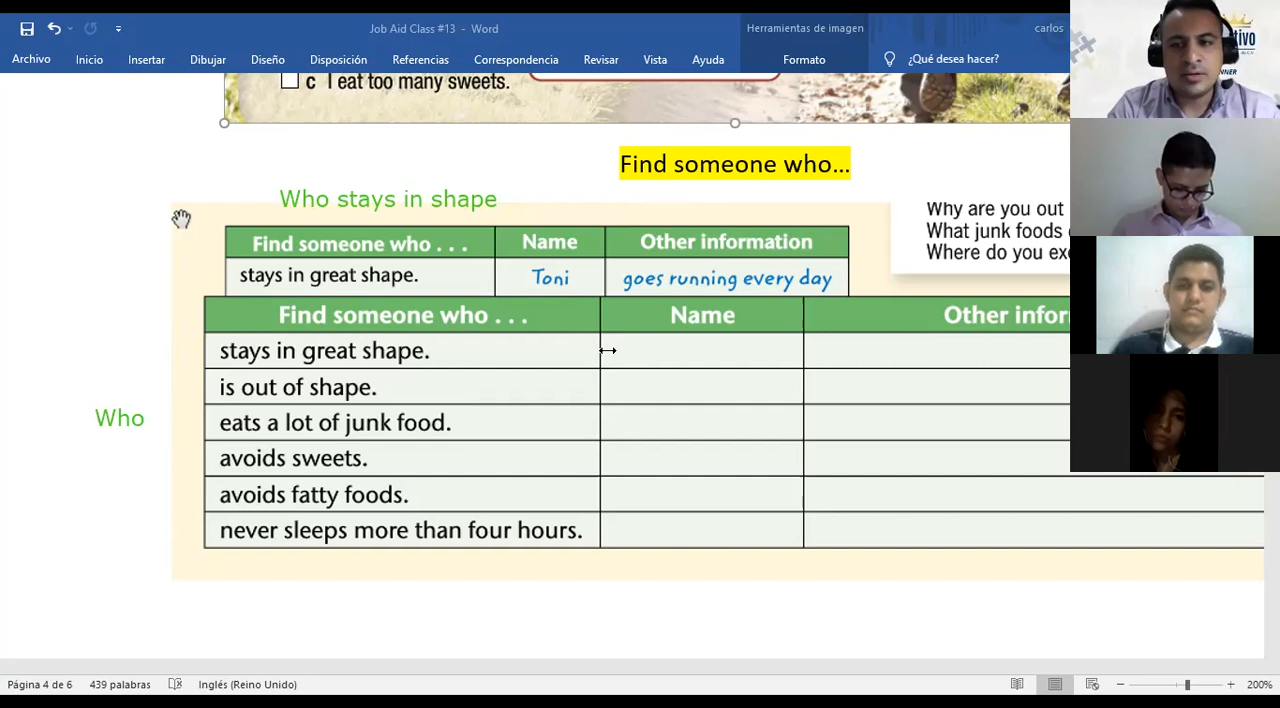 Job Aid Class #13 - Word
Herramientas de imagen
carlos
Archivo Inicio Insertar Dibujar Diseño Disposición Referencias Correspondencia Revisar Vista Ayuda Formato ¿Qué desea hacer?
c I eat too many sweets.
Find someone who...
Who stays in shape
Why are you out
What junk foods
Where do you
Find someone who . . . Name Other information
stays in great shape. Toni goes running every day
Find someone who . . . Name Other
stays in great shape.
is out of shape.
Who
eats a lot of junk food.
avoids sweets.
avoids fatty foods.
never sleeps more than four hours.
Página 4 de 6 439 palabras Inglés (Reino Unido) 200%